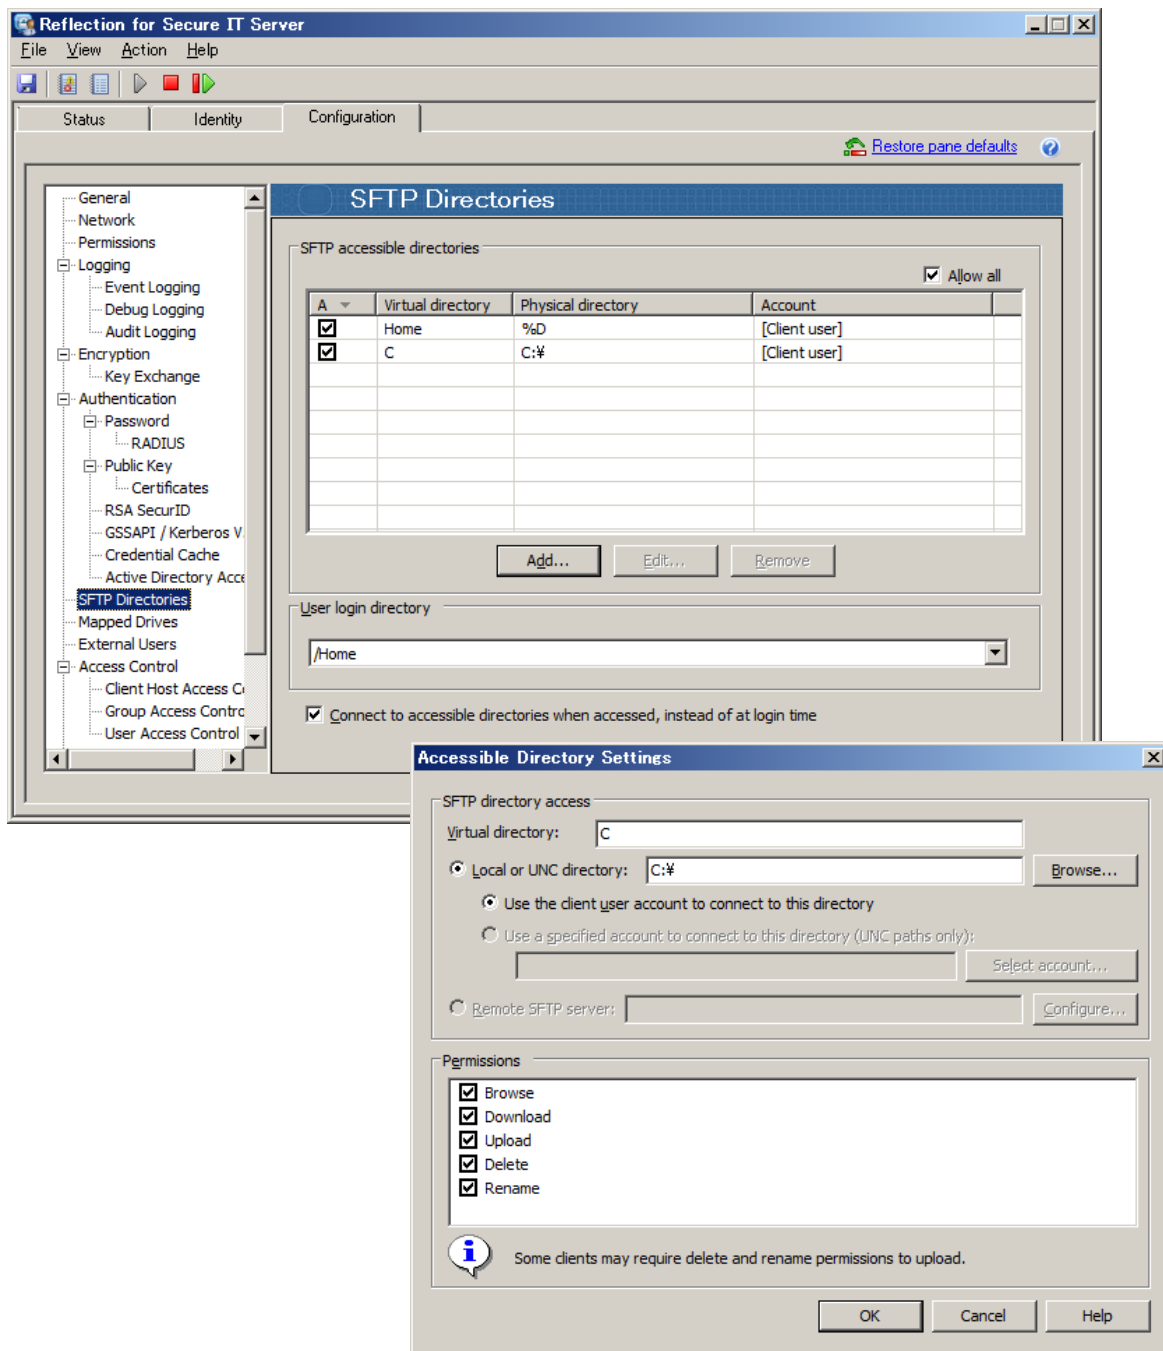 Reflection for Secure IT Server
File View Action Help
Status Identity Configuration
Restore pane defaults
General
Network
Permissions
Logging
Event Logging
Debug Logging
Audit Logging
Encryption
Key Exchange
Authentication
Password
RADIUS
Public Key
Certificates
RSA SecurID
GSSAPI / Kerberos V
Credential Cache
Active Directory Acce
SFTP Directories
Mapped Drives
External Users
Access Control
Client Host Access C
Group Access Contro
User Access Control
SFTP Directories
SFTP accessible directories
Allow all
A Virtual directory Physical directory Account
Home %D [Client user]
C C:¥ [Client user]
Add... Edit... Remove
User login directory
/Home
Connect to accessible directories when accessed, instead of at login time
Accessible Directory Settings
SFTP directory access
Virtual directory: C
Local or UNC directory: C:¥ Browse...
Use the client user account to connect to this directory
Use a specified account to connect to this directory (UNC paths only):
Select account...
Remote SFTP server: Configure...
Permissions
Browse
Download
Upload
Delete
Rename
Some clients may require delete and rename permissions to upload.
OK Cancel Help